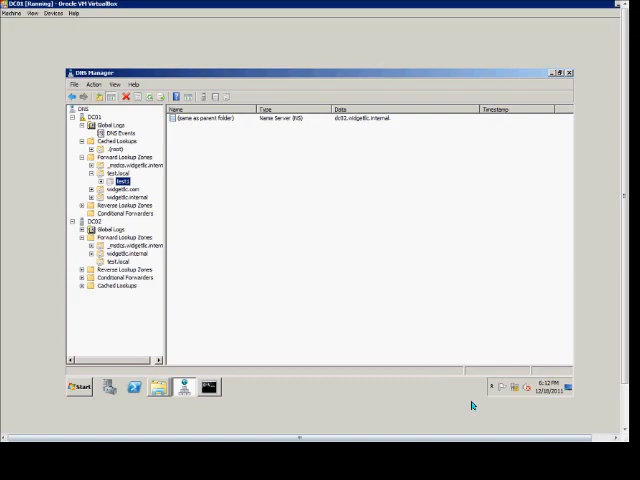 DC01 [Running] - Oracle VM VirtualBox
Machine View Devices Help
DNS Manager
File Action View Help
DNS
DC01
Global Logs
DNS Events
Cached Lookups
.(root)
Forward Lookup Zones
_msdcs.widgetllc.intern
test.local
test1
widgetllc.com
widgetllc.internal
Reverse Lookup Zones
Conditional Forwarders
DC02
Global Logs
Forward Lookup Zones
_msdcs.widgetllc.intern
widgetllc.internal
test.local
Reverse Lookup Zones
Conditional Forwarders
Cached Lookups
Name Type Data Timestamp
(same as parent folder) Name Server (NS) dc02.widgetllc.internal.
Start
6:12 PM
12/18/2011